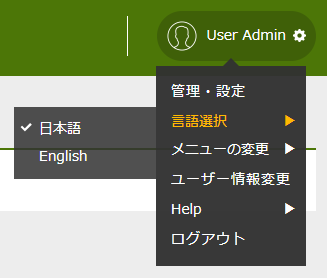 User Admin
管理・設定
言語選択
日本語
English
メニューの変更
ユーザー情報変更
Help
ログアウト